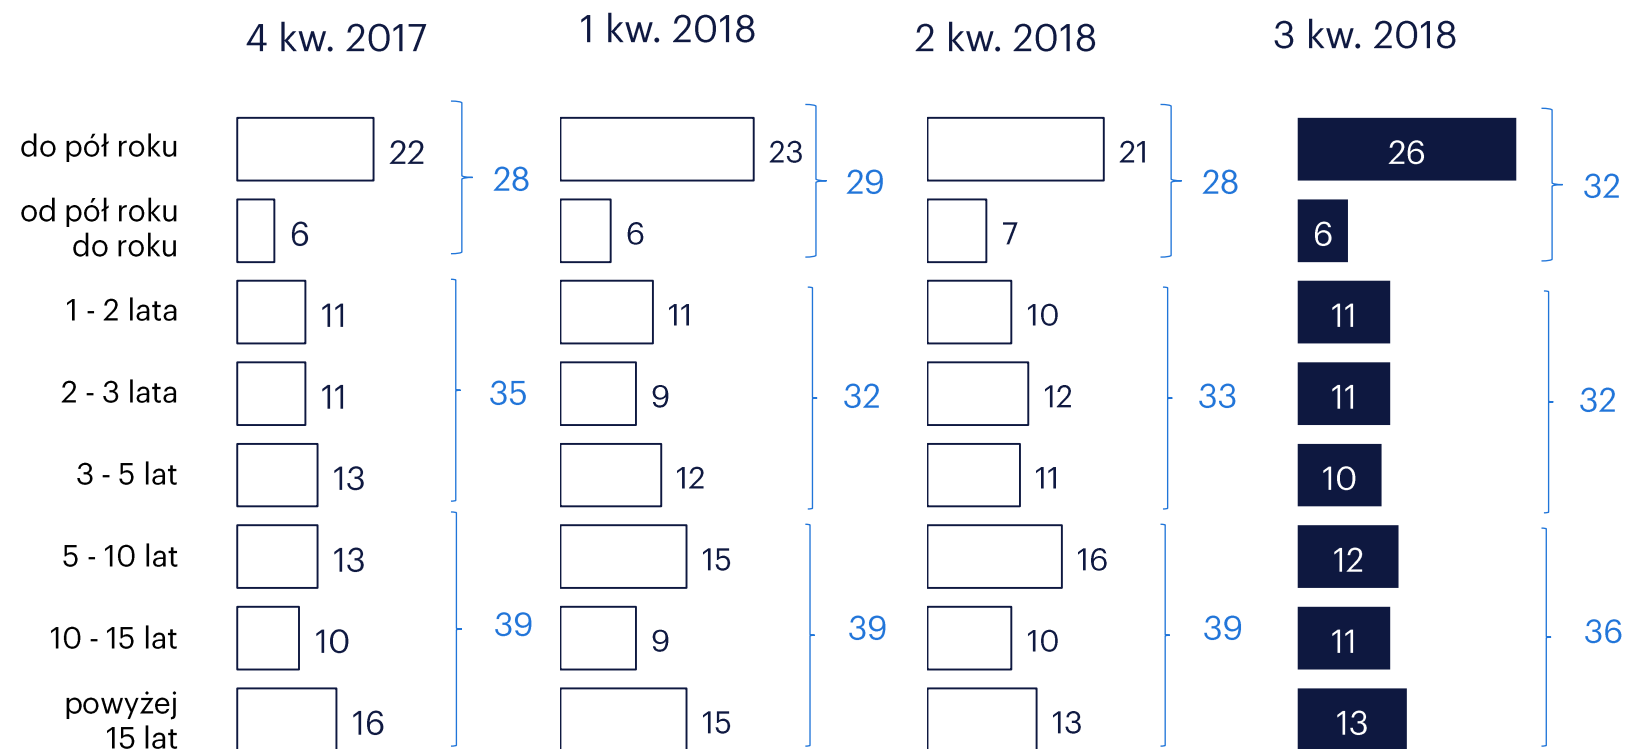 4 kw. 2017 1 kw. 2018 2 kw. 2018 3 kw. 2018
do pół roku 22 23 21 26
28 29 28 32
od pół roku
do roku 6 6 7 6
1 - 2 lata 11 11 10 11
2 - 3 lata 11 9 12 11
35 32 33 32
3 - 5 lat 13 12 11 10
5 - 10 lat 13 15 16 12
10 - 15 lat 10 9 10 11
39 39 39 36
powyżej
15 lat 16 15 13 13